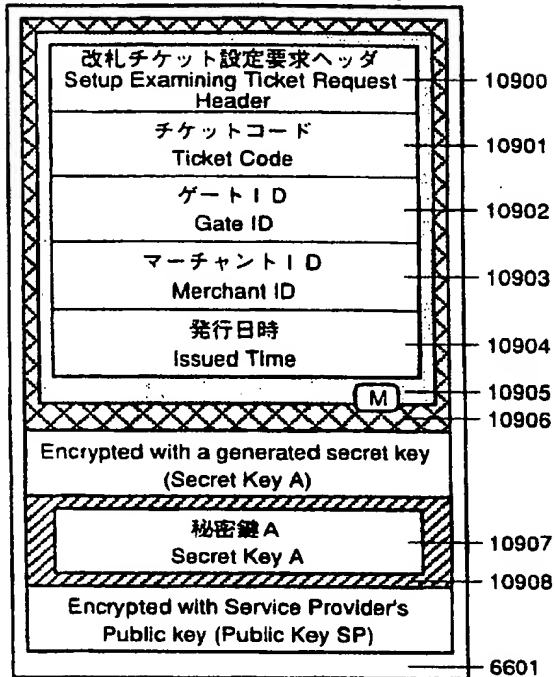 改札チケット設定要求ヘッダ
Setup Examining Ticket Request
Header
10900
チケットコード
Ticket Code
10901
ゲートＩＤ
Gate ID
10902
マーチャントＩＤ
Merchant ID
10903
発行日時
Issued Time
10904
M
10905
10906
Encrypted with a generated secret key
(Secret Key A)
秘密鍵A
Secret Key A
10907
10908
Encrypted with Service Provider's
Public key (Public Key SP)
6601